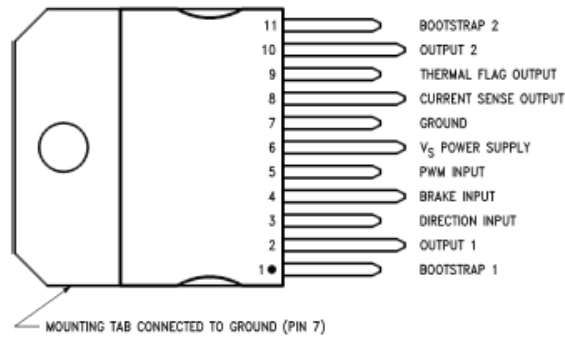 11 BOOTSTRAP 2
10 OUTPUT 2
9 THERMAL FLAG OUTPUT
8 CURRENT SENSE OUTPUT
7 GROUND
6 VS POWER SUPPLY
5 PWM INPUT
4 BRAKE INPUT
3 DIRECTION INPUT
2 OUTPUT 1
1 BOOTSTRAP 1
MOUNTING TAB CONNECTED TO GROUND (PIN 7)